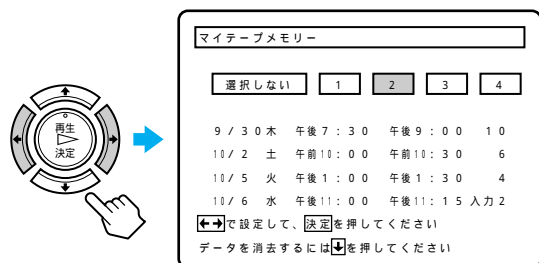 マイテープメモリー
選択しない 1 2 3 4
9/30木 午後7:30 午後9:00 10
10/2 土 午前10:00 午前10:30 6
10/5 火 午後1:00 午後1:30 4
10/6 水 午後11:00 午後11:15 入力2
←→で設定して、決定を押してください
データを消去するには↓を押してください
再生
決定